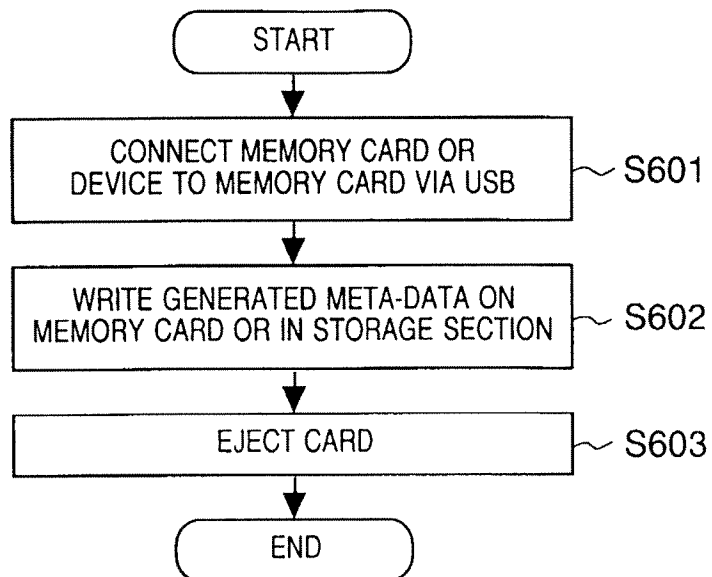 START
CONNECT MEMORY CARD OR
DEVICE TO MEMORY CARD VIA USB
S601
WRITE GENERATED META-DATA ON
MEMORY CARD OR IN STORAGE SECTION
S602
EJECT CARD
S603
END